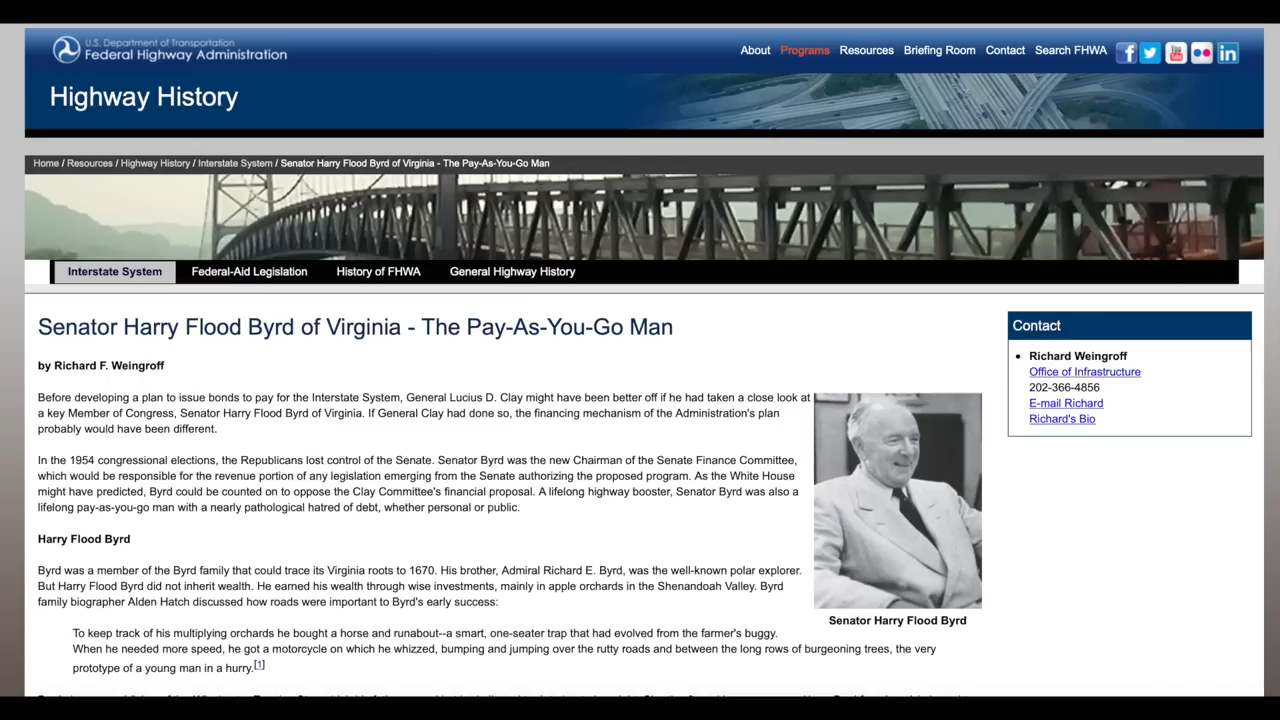 U.S. Department of Transportation
Federal Highway Administration
About Programs Resources Briefing Room Contact Search FHWA
Highway History
Home / Resources / Highway History / Interstate System / Senator Harry Flood Byrd of Virginia - The Pay-As-You-Go Man
Interstate System Federal-Aid Legislation History of FHWA General Highway History
Senator Harry Flood Byrd of Virginia - The Pay-As-You-Go Man
by Richard F. Weingroff
Before developing a plan to issue bonds to pay for the Interstate System, General Lucius D. Clay might have been better off if he had taken a close look at
a key Member of Congress, Senator Harry Flood Byrd of Virginia. If General Clay had done so, the financing mechanism of the Administration's plan
probably would have been different.
In the 1954 congressional elections, the Republicans lost control of the Senate. Senator Byrd was the new Chairman of the Senate Finance Committee,
which would be responsible for the revenue portion of any legislation emerging from the Senate authorizing the proposed program. As the White House
might have predicted, Byrd could be counted on to oppose the Clay Committee's financial proposal. A lifelong highway booster, Senator Byrd was also a
lifelong pay-as-you-go man with a nearly pathological hatred of debt, whether personal or public.
Harry Flood Byrd
Byrd was a member of the Byrd family that could trace its Virginia roots to 1670. His brother, Admiral Richard E. Byrd, was the well-known polar explorer.
But Harry Flood Byrd did not inherit wealth. He earned his wealth through wise investments, mainly in apple orchards in the Shenandoah Valley. Byrd
family biographer Alden Hatch discussed how roads were important to Byrd's early success:
To keep track of his multiplying orchards he bought a horse and runabout--a smart, one-seater trap that had evolved from the farmer's buggy.
When he needed more speed, he got a motorcycle on which he whizzed, bumping and jumping over the rutty roads and between the long rows of burgeoning trees, the very
prototype of a young man in a hurry.[1]
Senator Harry Flood Byrd
Contact
Richard Weingroff
Office of Infrastructure
202-366-4856
E-mail Richard
Richard's Bio